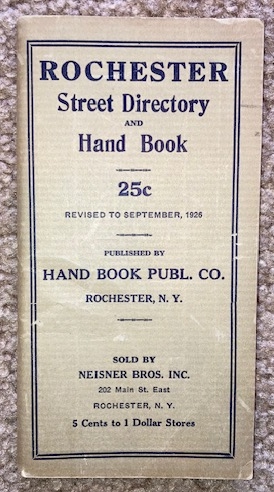 ROCHESTER
Street Directory
AND
Hand Book
25c
REVISED TO SEPTEMBER, 1926
PUBLISHED BY
HAND BOOK PUBL. CO.
ROCHESTER, N. Y.
SOLD BY
NEISNER BROS. INC.
202 Main St. East
ROCHESTER, N. Y.
5 Cents to 1 Dollar Stores